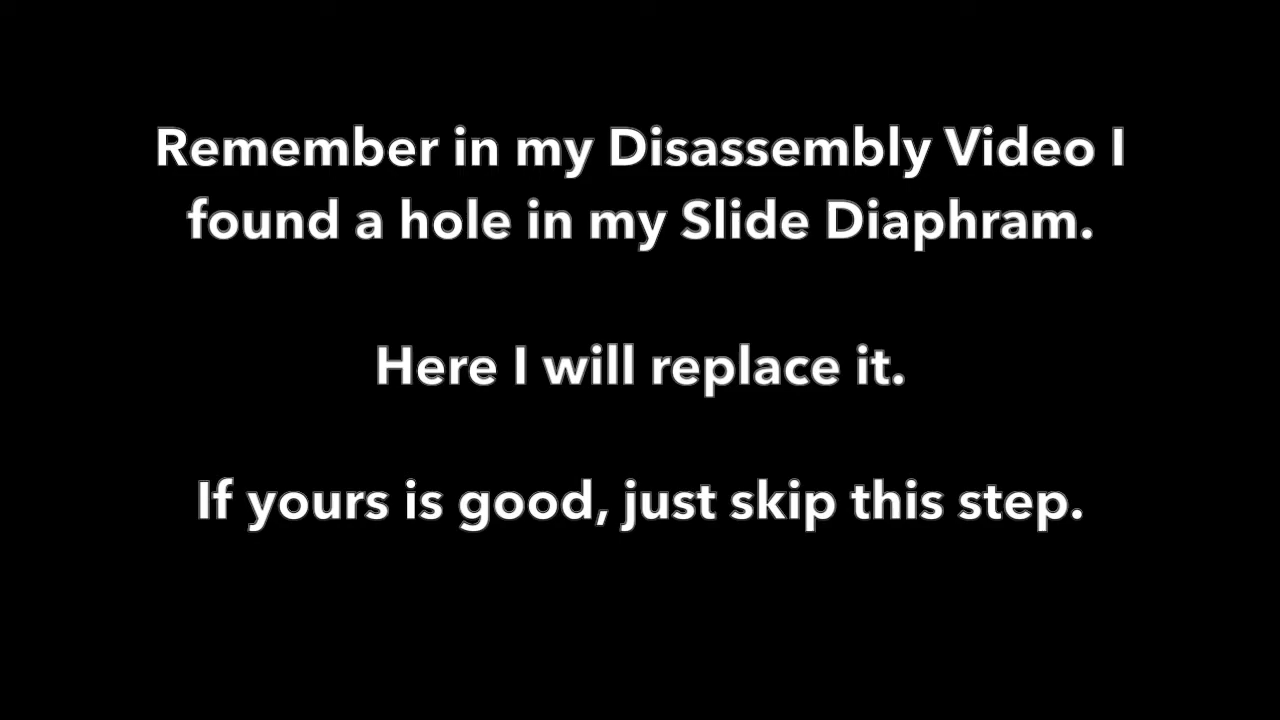 Remember in my Disassembly Video I
found a hole in my Slide Diaphram.
Here I will replace it.
If yours is good, just skip this step.